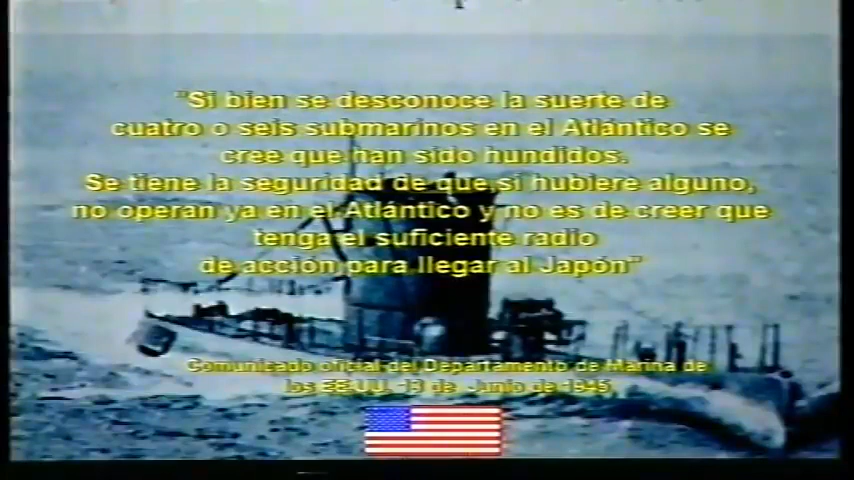 "Si bien se desconoce la suerte de
cuatro o seis submarinos en el Atlántico se
cree que han sido hundidos.
Se tiene la seguridad de que,si hubiere alguno,
no operan ya en el Atlántico y no es de creer que
tenga el suficiente radio
de acción para llegar al Japón"
Comunicado oficial del Departamento de Marina de
los EE.UU. 13 de Junio de 1945